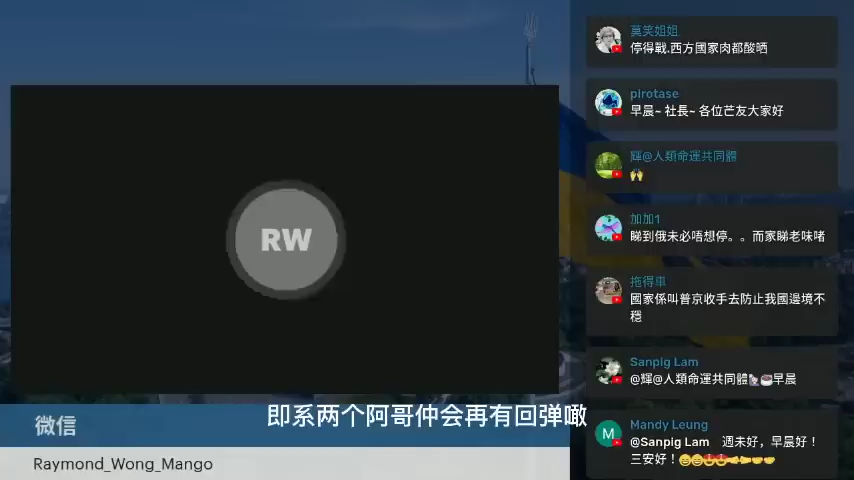 RW
即系两个阿哥仲会再有回弹噉
微信
Raymond_Wong_Mango
莫笑姐姐
停得戰.西方國家肉都酸晒
pirotase
早晨~ 社長~ 各位芒友大家好
輝@人類命運共同體
🙌
加加1
睇到俄未必唔想停。。而家睇老味啫
拖得車
國家係叫普京收手去防止我國邊境不
穩
Sanpig Lam
@輝@人類命運共同體早晨
Mandy Leung
M
@Sanpig Lam 週未好，早晨好！
三安好！